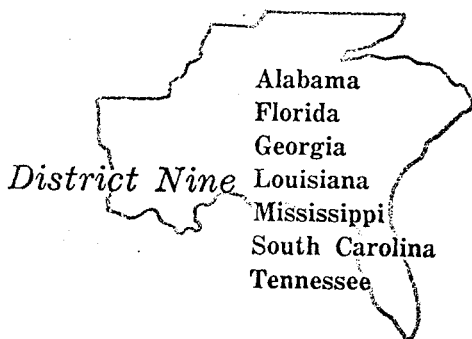 Alabama
Florida
Georgia
District Nine Louisiana
Mississippi
South Carolina
Tennessee